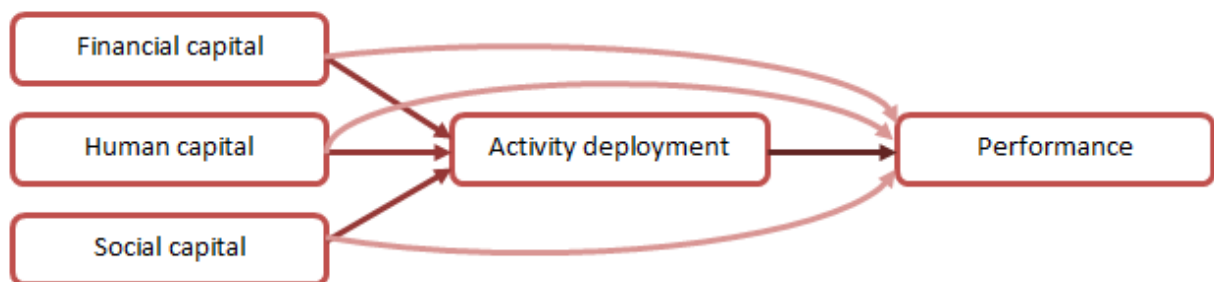 Financial capital
Human capital
Activity deployment
Performance
Social capital